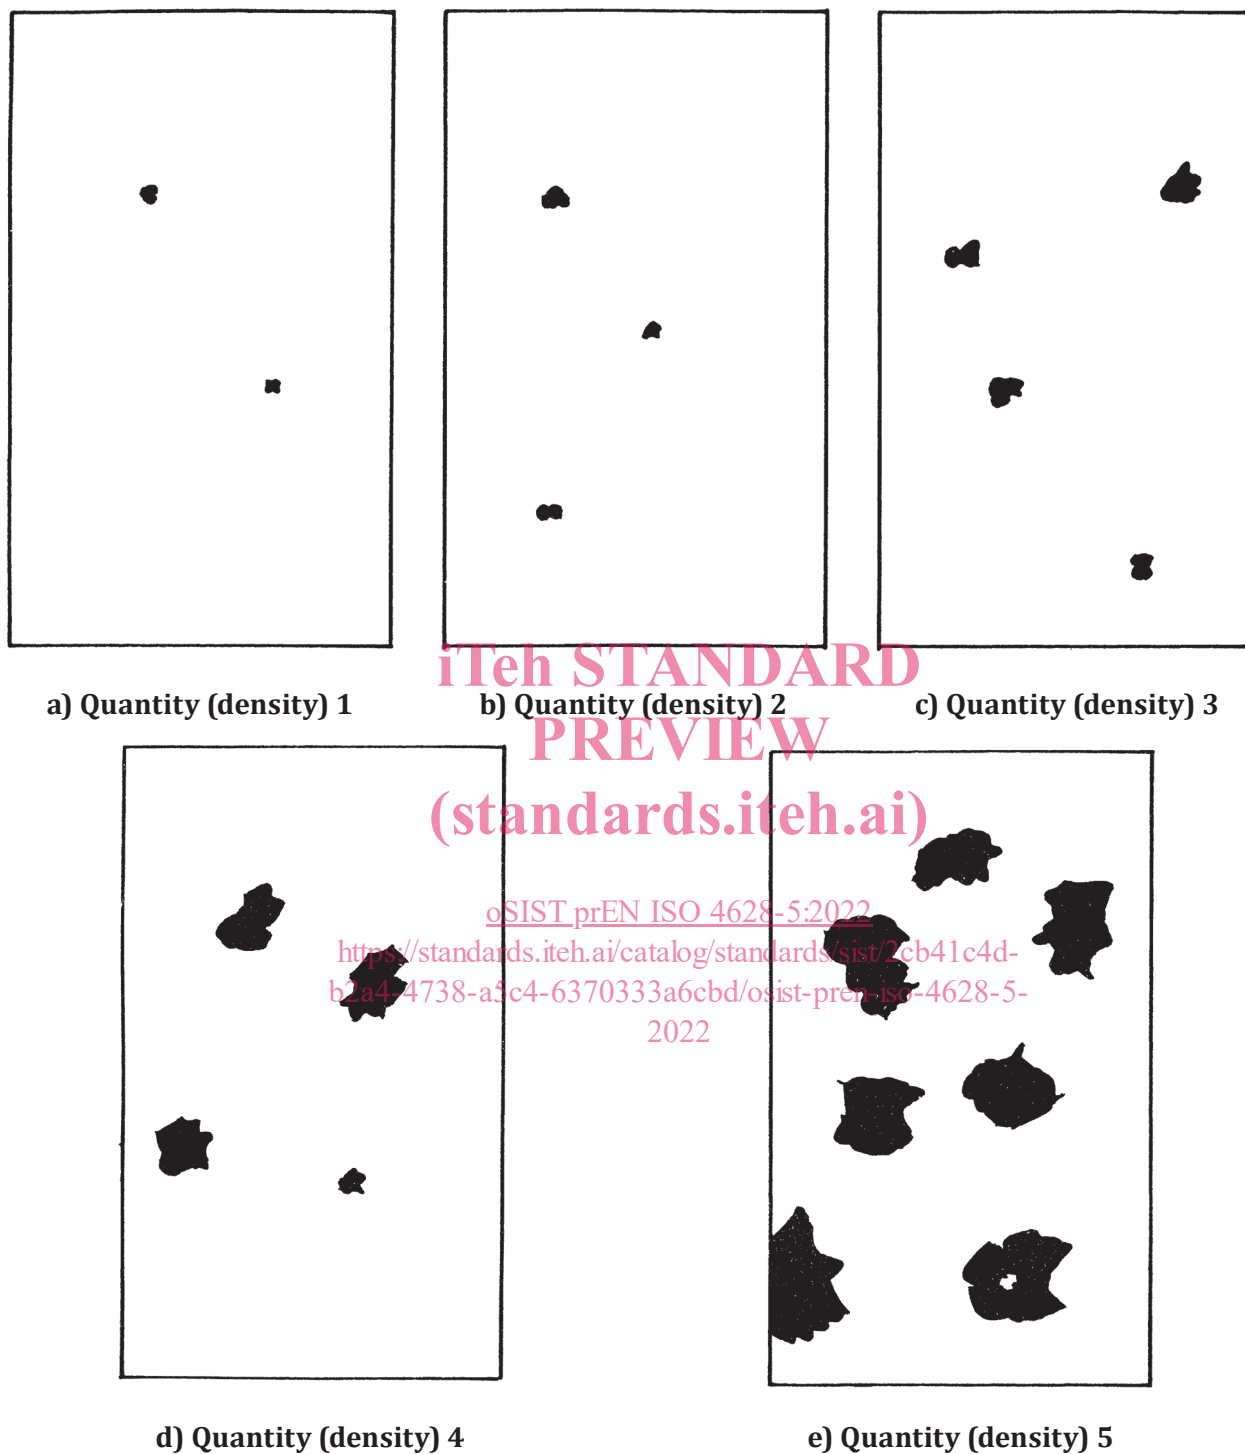 iTeh STANDARD
a) Quantity (density) 1
b) Quantity (density) 2
c) Quantity (density) 3
PREVIEW
(standards.iteh.ai)
oSIST prEN ISO 4628-5:2022
https://standards.iteh.ai/catalog/standards/sist/2cb41c4d-
b2a4-4738-a5c4-6370333a6cbd/osist-pren-iso-4628-5-
2022
d) Quantity (density) 4
e) Quantity (density) 5